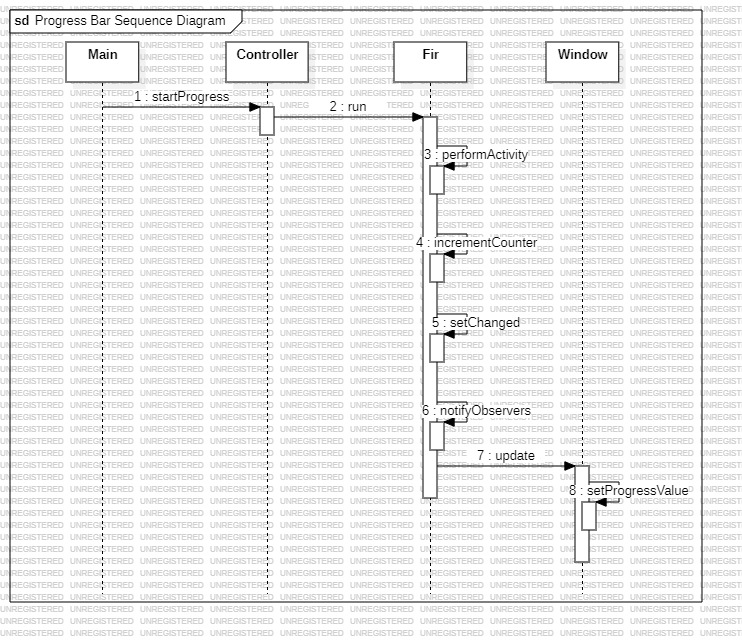 sd Progress Bar Sequence Diagram
Main
Controller
Fir
Window
1 : startProgress
2 : run
3 : performActivity
4 : incrementCounter
5 : setChanged
6 : notifyObservers
7 : update
8 : setProgressValue
UNREGISTERED